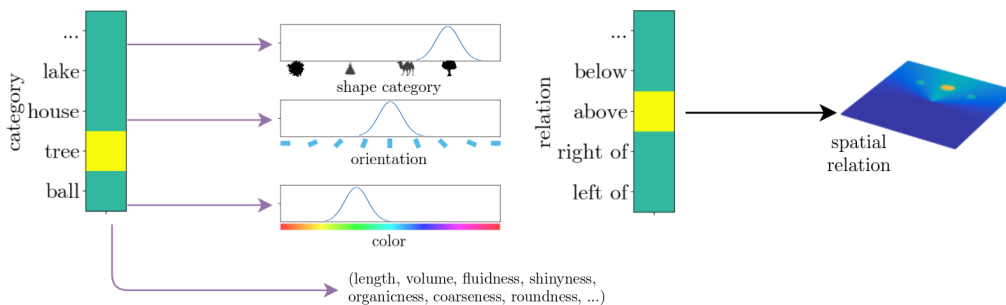 category
...
lake
house
tree
ball
shape category
orientation
color
(length, volume, fluidness, shinyness,
organicness, coarseness, roundness, ...)
relation
...
below
above
right of
left of
spatial
relation